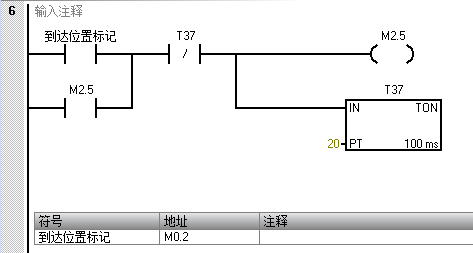 6 输入注释
到达位置标记 T37 M2.5
/
M2.5 T37
IN TON
20 PT 100 ms
符号 地址 注释
到达位置标记 M0.2